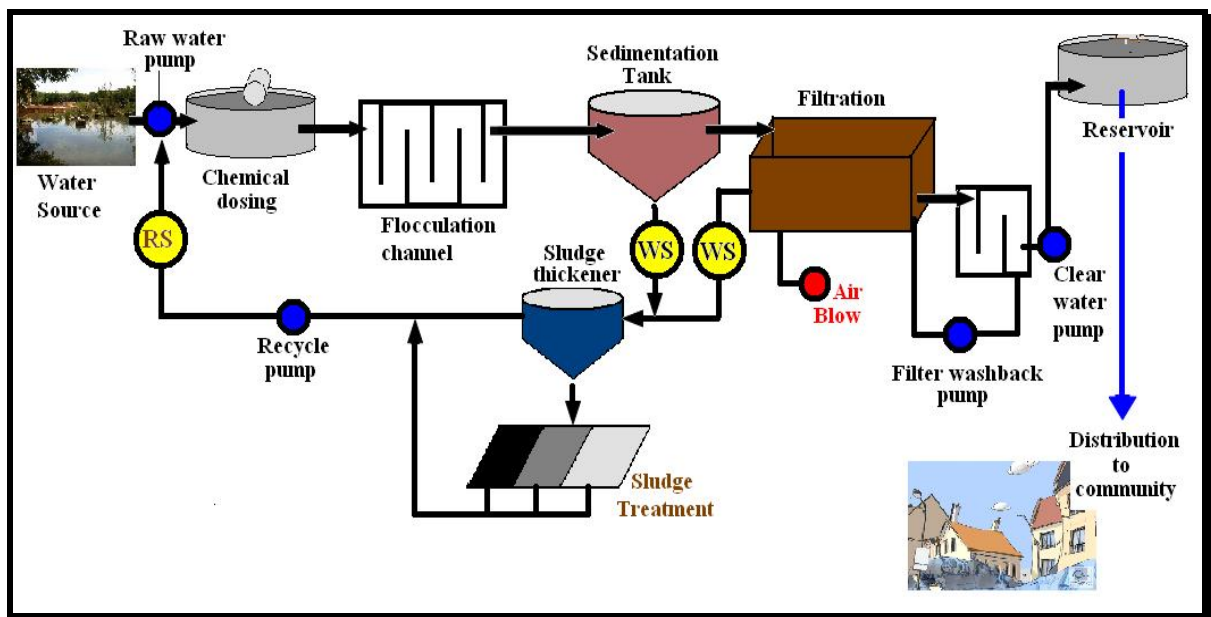 Raw water
pump
Water
Source
Chemical
dosing
Flocculation
channel
Sedimentation
Tank
Filtration
Reservoir
RS
WS
WS
Sludge
thickener
Air
Blow
Clear
water
pump
Recycle
pump
Filter washback
pump
Sludge
Treatment
Distribution
to
community